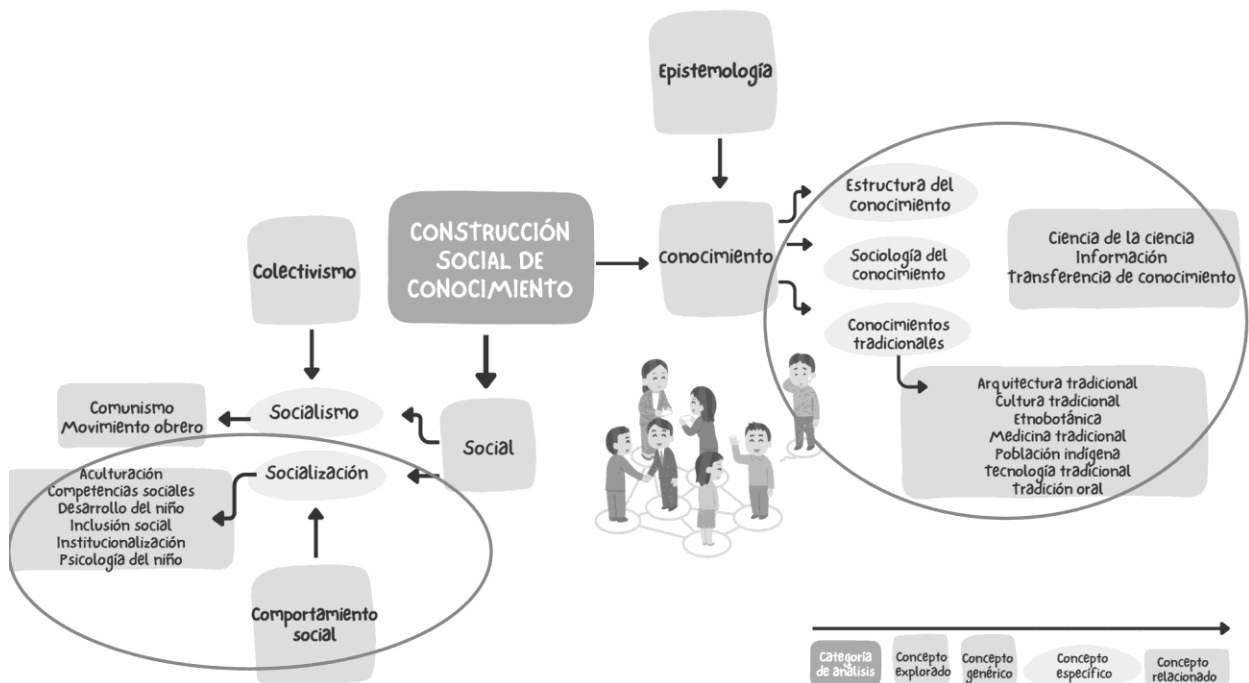 Epistemología
CONSTRUCCIÓN
SOCIAL DE
CONOCIMIENTO
conocimiento
Estructura del
conocimiento
Sociología del
conocimiento
Conocimientos
tradicionales
Ciencia de la ciencia
Información
Transferencia de conocimiento
Arquitectura tradicional
Cultura tradicional
Etnobotánica
Medicina tradicional
Población indígena
Tecnología tradicional
Tradición oral
Colectivismo
Social
Socialismo
Comunismo
Movimiento obrero
Socialización
Aculturación
Competencias sociales
Desarrollo del niño
Inclusión social
Institucionalización
Psicología del niño
Comportamiento
social
Categoría
de análisis
Concepto
explorado
Concepto
genérico
Concepto
específico
Concepto
relacionado